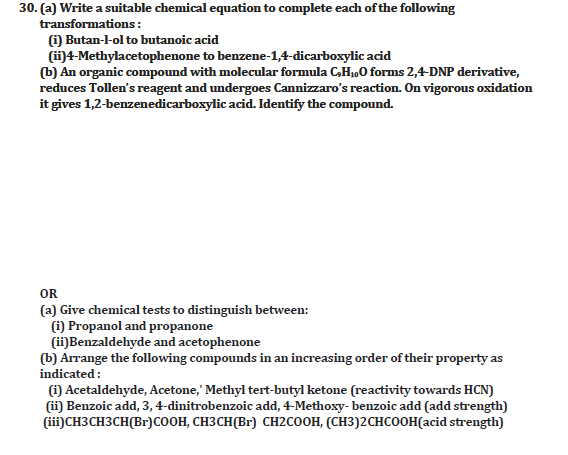 30. (a) Write a suitable chemical equation to complete each of the following
transformations :
(i) Butan-l-ol to butanoic acid
(ii)4-Methylacetophenone to benzene-1,4-dicarboxylic acid
(b) An organic compound with molecular formula C₉H₁₀O forms 2,4-DNP derivative,
reduces Tollen’s reagent and undergoes Cannizzaro’s reaction. On vigorous oxidation
it gives 1,2-benzenedicarboxylic acid. Identify the compound.
OR
(a) Give chemical tests to distinguish between:
(i) Propanol and propanone
(ii)Benzaldehyde and acetophenone
(b) Arrange the following compounds in an increasing order of their property as
indicated :
(i) Acetaldehyde, Acetone,’ Methyl tert-butyl ketone (reactivity towards HCN)
(ii) Benzoic add, 3, 4-dinitrobenzoic add, 4-Methoxy- benzoic add (add strength)
(iii)CH3CH3CH(Br)COOH, CH3CH(Br) CH2COOH, (CH3)2CHCOOH(acid strength)